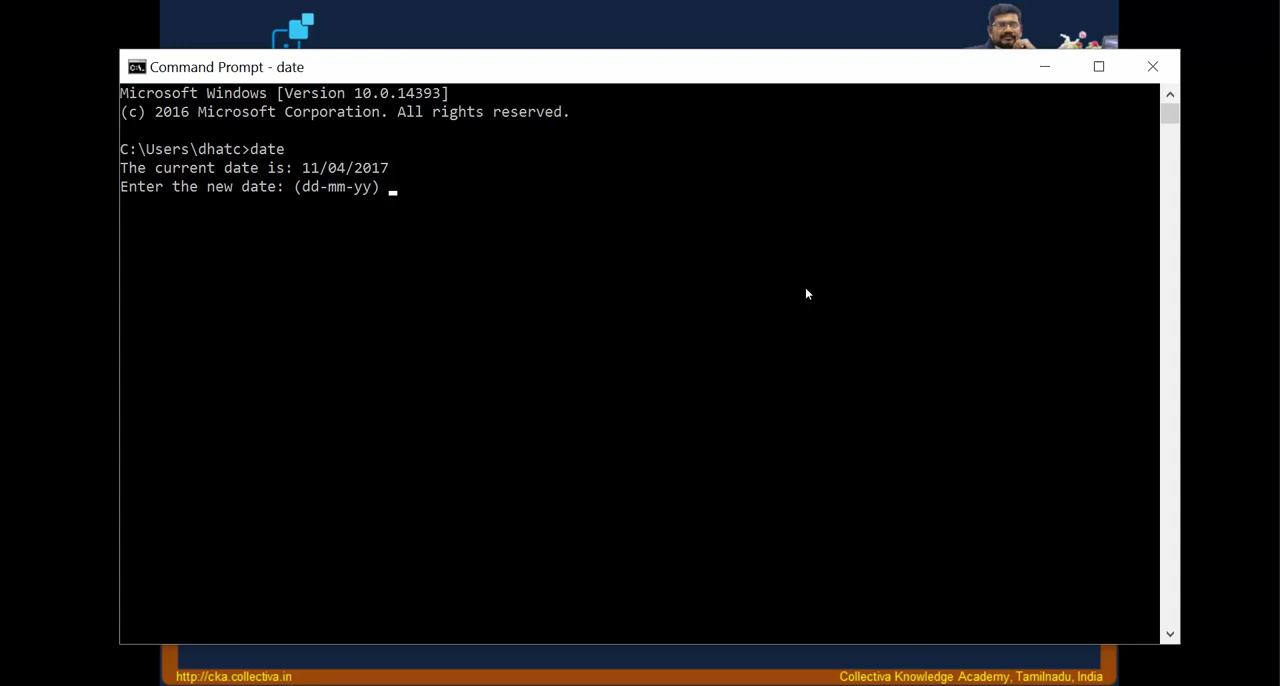 Command Prompt - date
Microsoft Windows [Version 10.0.14393]
(c) 2016 Microsoft Corporation. All rights reserved.
C:\Users\dhatc>date
The current date is: 11/04/2017
Enter the new date: (dd-mm-yy)
http://cka.collectiva.in
Collectiva Knowledge Academy, Tamilnadu, India